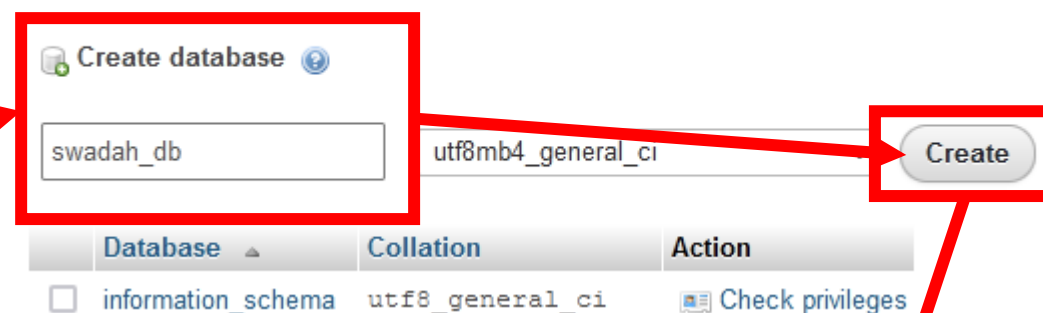 Create database
swadah_db utf8mb4_general_ci Create
Database Collation Action
information_schema utf8_general_ci Check privileges